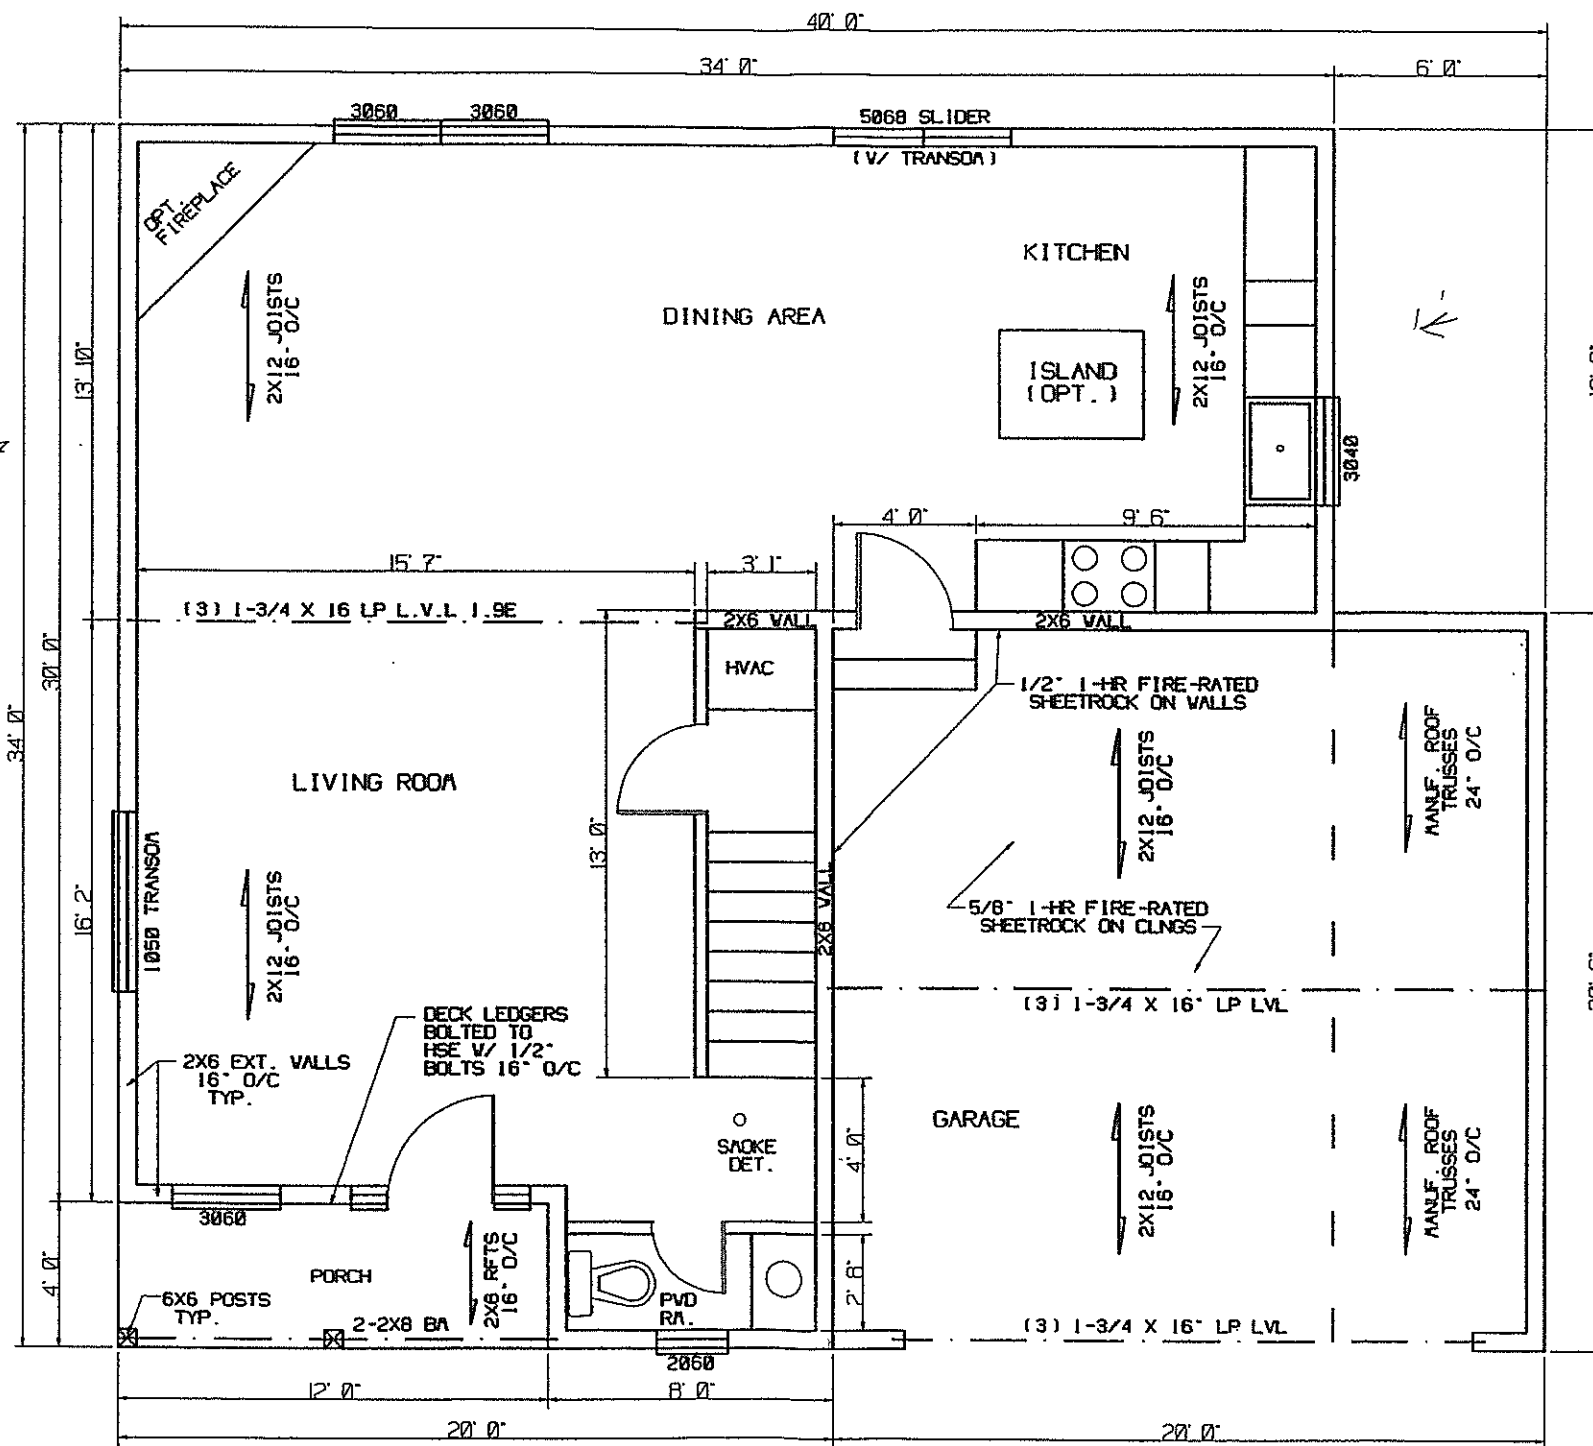 40' 0"
34' 0"
6' 0"
3060
3060
5068 SLIDER
(W/ TRANSOM)
OPT.
FIREPLACE
KITCHEN
DINING AREA
2X12 JOISTS
16" O/C
2X12 JOISTS
16" O/C
ISLAND
(OPT.)
13' 10"
3040
4' 0"
9' 6"
15' 7"
3' 1"
(3) 1-3/4 X 16 LP L.V.L 1.9E
2X6 WALL
2X6 WALL
30' 0"
34' 0"
HVAC
1/2" 1-HR FIRE-RATED
SHEETROCK ON WALLS
LIVING ROOM
2X12 JOISTS
16" O/C
MANUF. ROOF
TRUSSES
24" O/C
13' 0"
16' 2"
1050 TRANSOM
2X12 JOISTS
16" O/C
2X6 WALL
5/8" 1-HR FIRE-RATED
SHEETROCK ON CLNGS
(3) 1-3/4 X 16" LP LVL
DECK LEDGERS
BOLTED TO
HSE W/ 1/2"
BOLTS 16" O/C
2X6 EXT. WALLS
16" O/C
TYP.
GARAGE
SMOKE
DET.
4' 0"
2X12 JOISTS
16" O/C
MANUF. ROOF
TRUSSES
24" O/C
3060
4' 0"
PORCH
2X6 RFTS
16" O/C
2' 8"
6X6 POSTS
TYP.
2-2X8 BM
PWD
RM.
(3) 1-3/4 X 16" LP LVL
2060
12' 0"
8' 0"
20' 0"
20' 0"